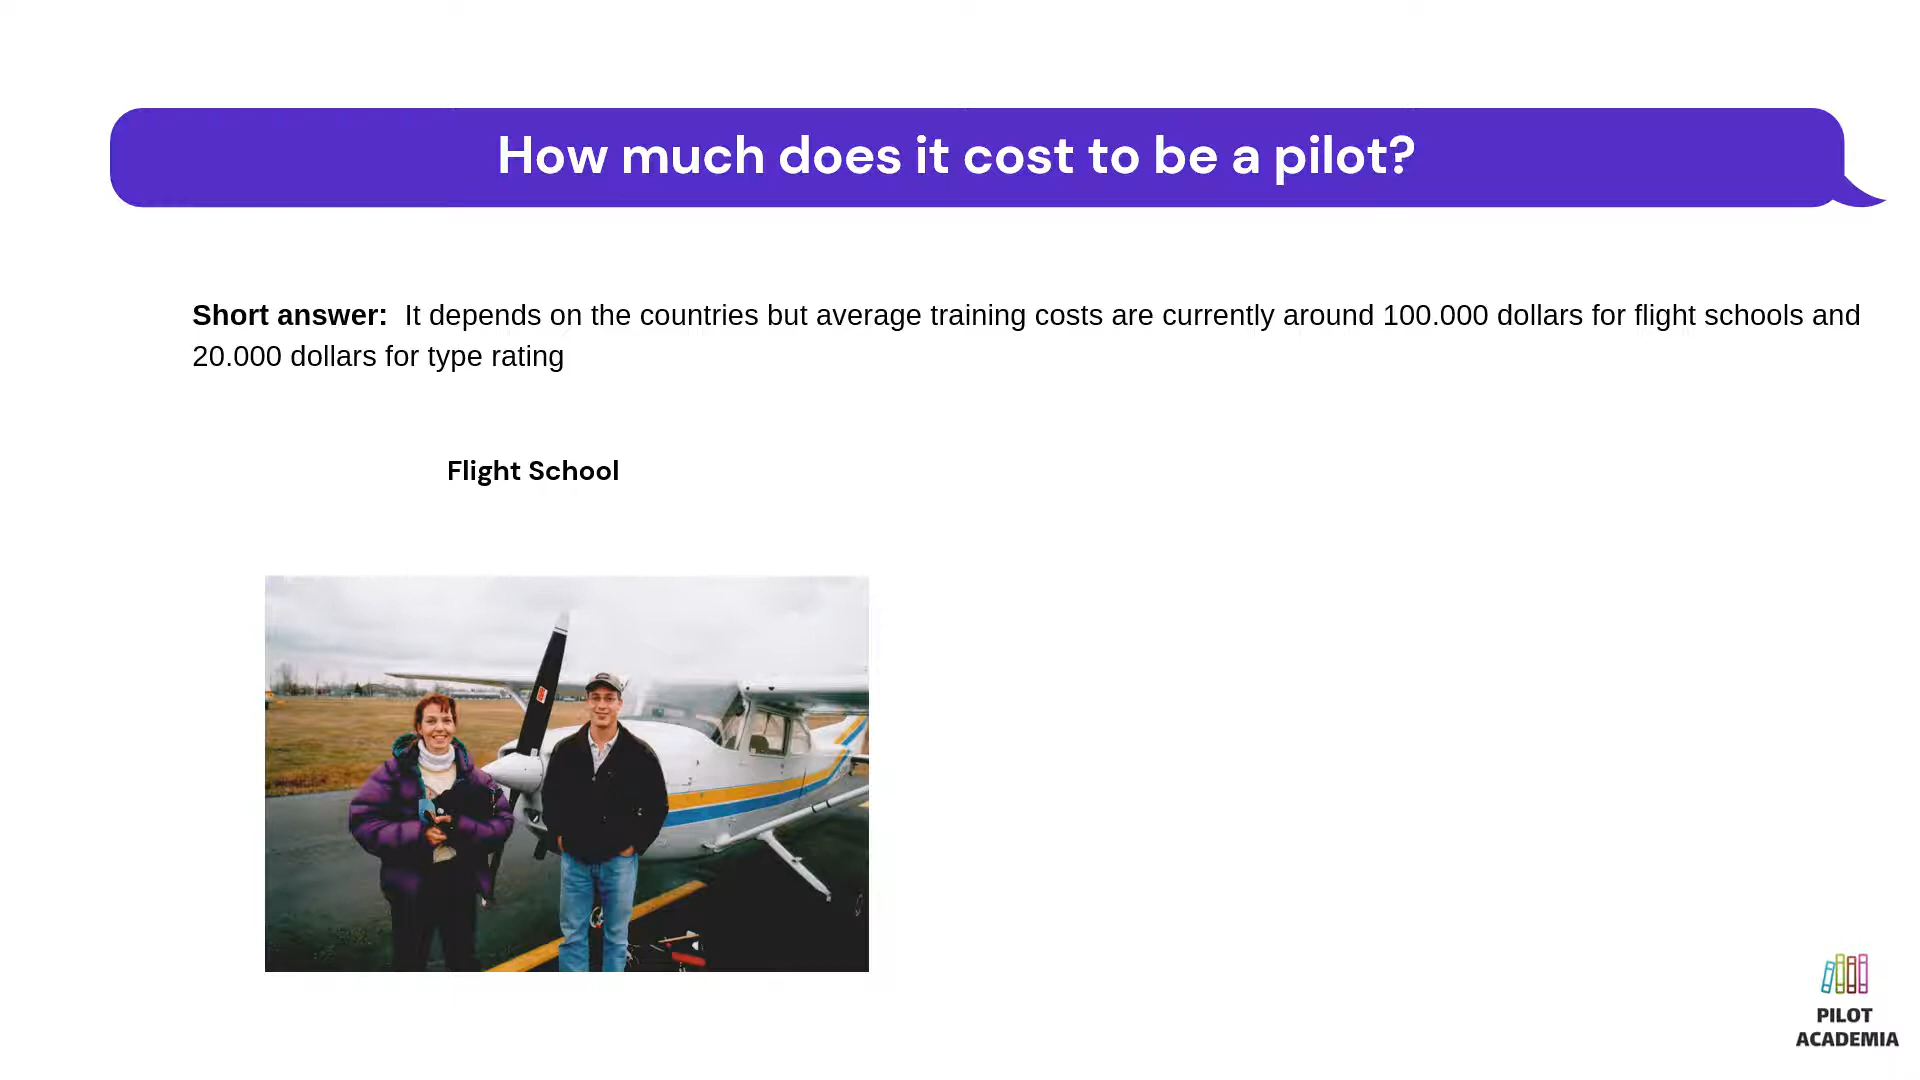 How much does it cost to be a pilot?
Short answer: It depends on the countries but average training costs are currently around 100.000 dollars for flight schools and
20.000 dollars for type rating
Flight School
PILOT
ACADEMIA